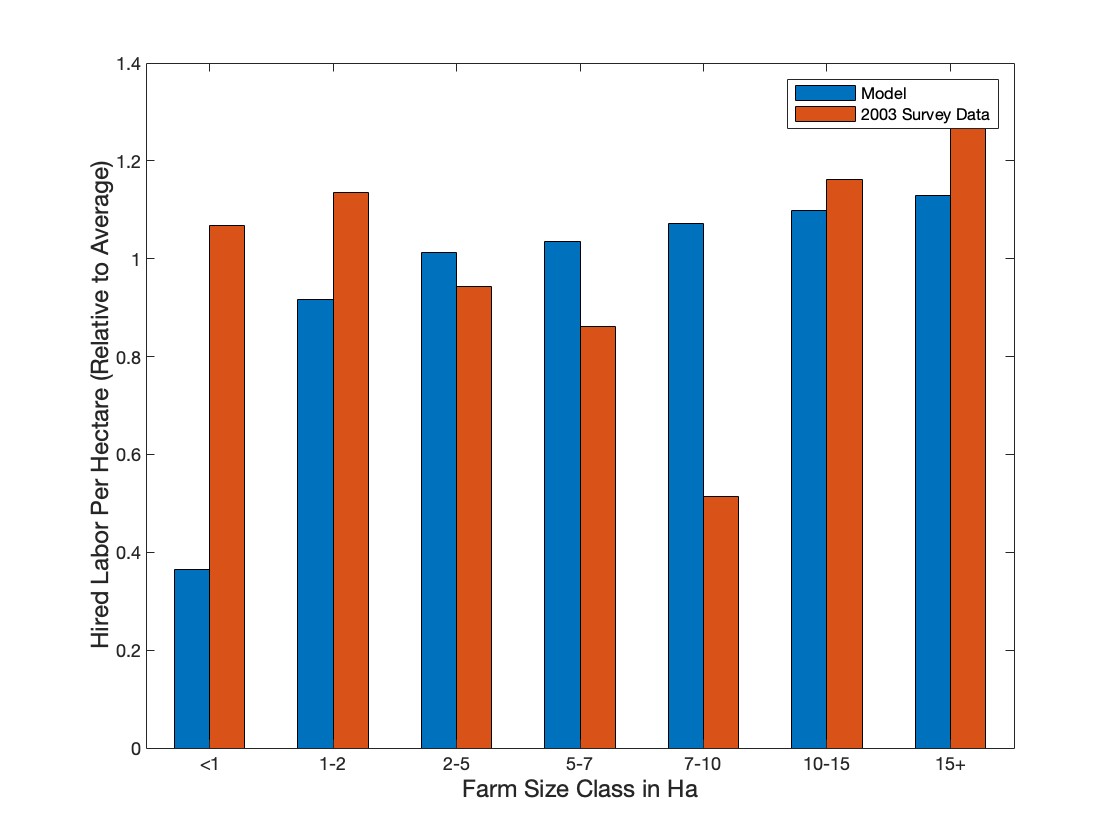 Model
2003 Survey Data
1.4
1.2
1
0.8
0.6
0.4
0.2
0
Hired Labor Per Hectare (Relative to Average)
<1 1-2 2-5 5-7 7-10 10-15 15+
Farm Size Class in Ha